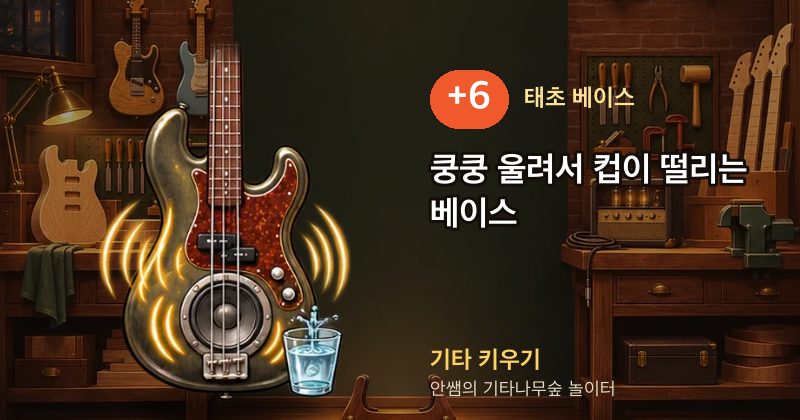 +6 태초 베이스
쿵쿵 울려서 컵이 떨리는
베이스
기타 키우기
안쌤의 기타나무숲 놀이터